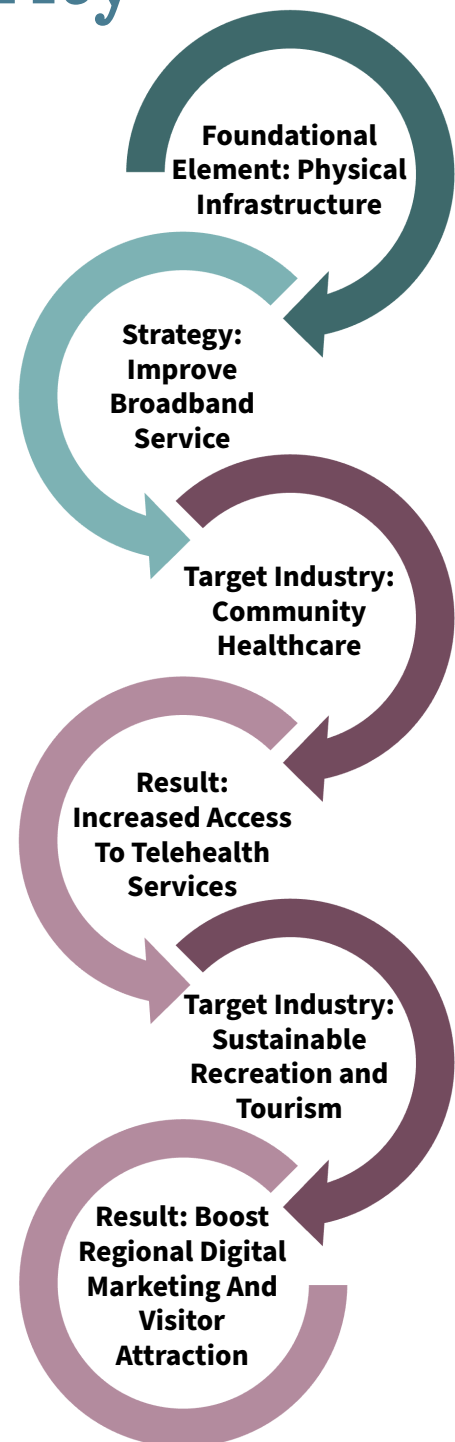 Foundational
Element: Physical
Infrastructure
Strategy:
Improve
Broadband
Service
Target Industry:
Community
Healthcare
Result:
Increased Access
To Telehealth
Services
Target Industry:
Sustainable
Recreation and
Tourism
Result: Boost
Regional Digital
Marketing And
Visitor
Attraction